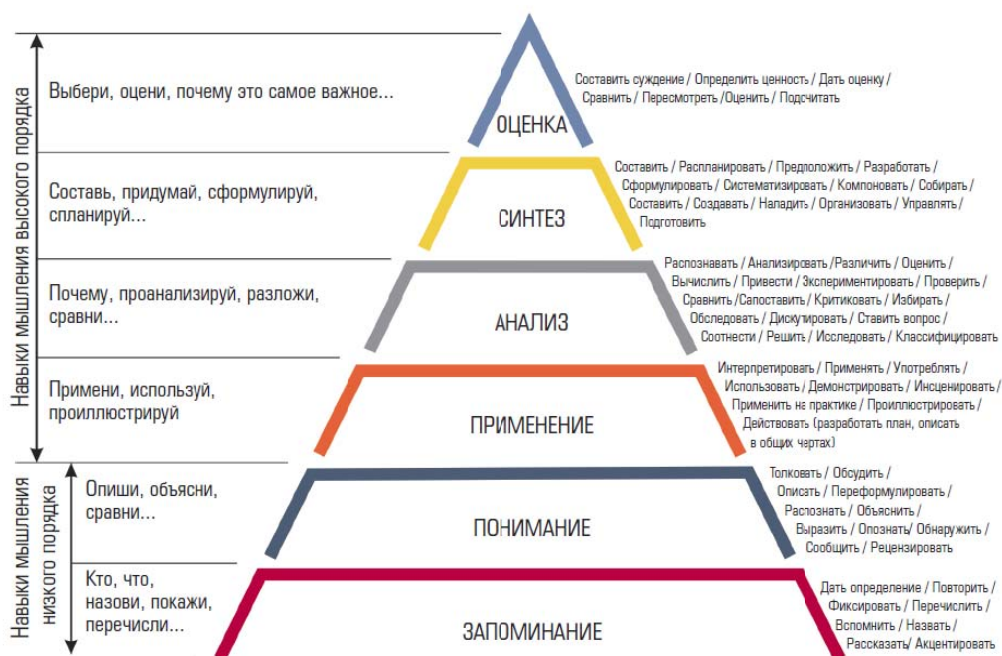 Навыки мышления высокого порядка
Выбери, оцени, почему это самое важное...
ОЦЕНКА
Составить суждение / Определить ценность / Дать оценку /
Сравнить / Пересмотреть /Оценить / Подсчитать
Составь, придумай, сформулируй,
спланируй...
СИНТЕЗ
Составить / Распланировать / Предположить / Разработать /
Сформулировать / Систематизировать / Компоновать / Собирать /
Составить / Создавать / Наладить / Организовать / Управлять /
Подготовить
Почему, проанализируй, разложи,
сравни...
АНАЛИЗ
Распознавать / Анализировать /Различить / Оценить /
Вычислить / Привести / Экспериментировать / Проверить /
Сравнить /Сапоставить / Критиковать / Избирать /
Обследовать / Дискутировать / Ставить вопрос /
Соотнести / Решить / Исследовать / Классифицировать
Примени, используй,
проиллюстрируй
ПРИМЕНЕНИЕ
Интерпретировать / Применять / Употреблять /
Использовать / Демонстрировать / Инсценировать /
Применить на практике / Проиллюстрировать /
Действовать (разработать план, описать
в общих чертах)
Навыки мышления
низкого порядка
Опиши, объясни,
сравни...
ПОНИМАНИЕ
Толковать / Обсудить /
Описать / Переформулировать /
Распознать / Объяснить /
Выразить / Опознать/ Обнаружить /
Сообщить / Рецензировать
Кто, что,
назови, покажи,
перечисли...
ЗАПОМИНАНИЕ
Дать определение / Повторить /
Фиксировать / Перечислить /
Вспомнить / Назвать /
Рассказать/ Акцентировать